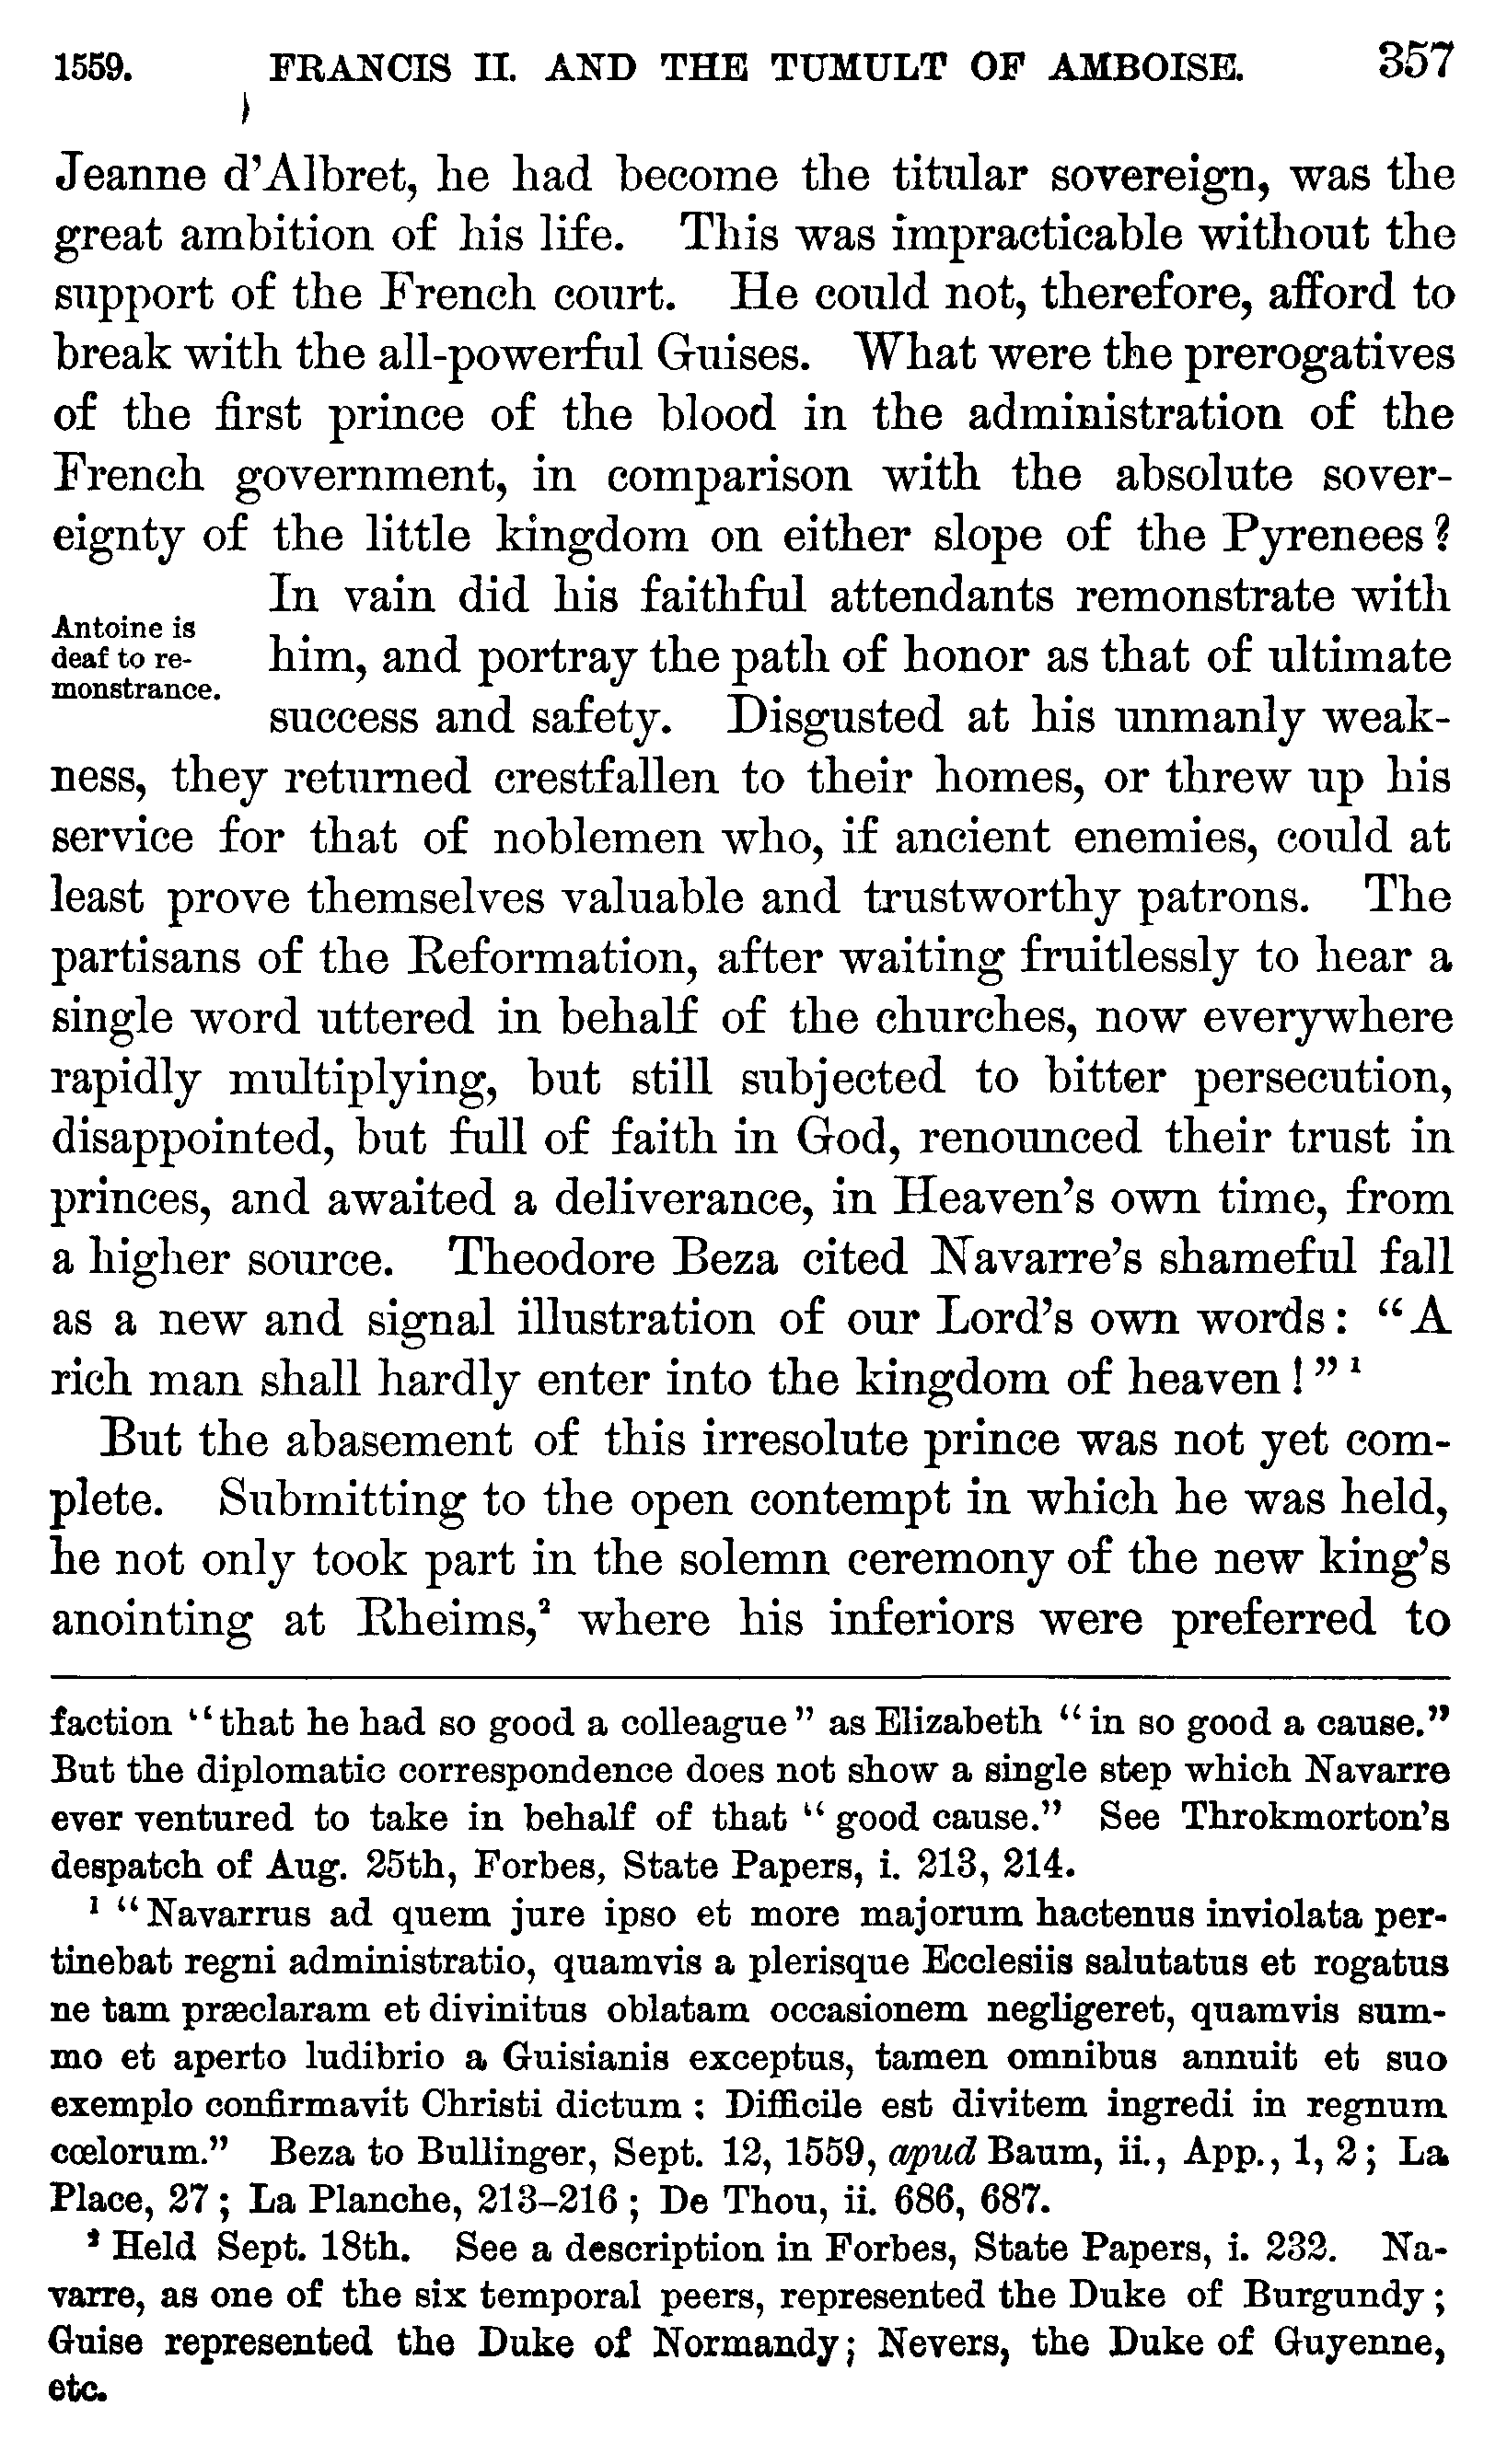 1559. FRANCIS II. AND THE TUMULT OF AMBOISE. 357
Jeanne d'Albret, he had become the titular sovereign, was the
great ambition of his life. This was impracticable without the
support of the French court. He could not, therefore, afford to
break with the all-powerful Guises. What were the prerogatives
of the first prince of the blood in the administration of the
French government, in comparison with the absolute sover-
eignty of the little kingdom on either slope of the Pyrenees?
Antoine is
deaf to re-
monstrance.
In vain did his faithful attendants remonstrate with
him, and portray the path of honor as that of ultimate
success and safety. Disgusted at his unmanly weak-
ness, they returned crestfallen to their homes, or threw up his
service for that of noblemen who, if ancient enemies, could at
least prove themselves valuable and trustworthy patrons. The
partisans of the Reformation, after waiting fruitlessly to hear a
single word uttered in behalf of the churches, now everywhere
rapidly multiplying, but still subjected to bitter persecution,
disappointed, but full of faith in God, renounced their trust in
princes, and awaited a deliverance, in Heaven's own time, from
a higher source. Theodore Beza cited Navarre's shameful fall
as a new and signal illustration of our Lord's own words: "A
rich man shall hardly enter into the kingdom of heaven!" ¹
But the abasement of this irresolute prince was not yet com-
plete. Submitting to the open contempt in which he was held,
he not only took part in the solemn ceremony of the new king's
anointing at Rheims,² where his inferiors were preferred to
faction "that he had so good a colleague" as Elizabeth "in so good a cause."
But the diplomatic correspondence does not show a single step which Navarre
ever ventured to take in behalf of that "good cause." See Throkmorton's
despatch of Aug. 25th, Forbes, State Papers, i. 213, 214.
¹ "Navarrus ad quem jure ipso et more majorum hactenus inviolata per-
tinebat regni administratio, quamvis a plerisque Ecclesiis salutatus et rogatus
ne tam præclaram et divinitus oblatam occasionem negligeret, quamvis sum-
mo et aperto ludibrio a Guisianis exceptus, tamen omnibus annuit et suo
exemplo confirmavit Christi dictum: Difficile est divitem ingredi in regnum
cœlorum." Beza to Bullinger, Sept. 12, 1559, apud Baum, ii., App., 1, 2; La
Place, 27; La Planche, 213–216; De Thou, ii. 686, 687.
² Held Sept. 18th. See a description in Forbes, State Papers, i. 232. Na-
varre, as one of the six temporal peers, represented the Duke of Burgundy;
Guise represented the Duke of Normandy; Nevers, the Duke of Guyenne,
etc.